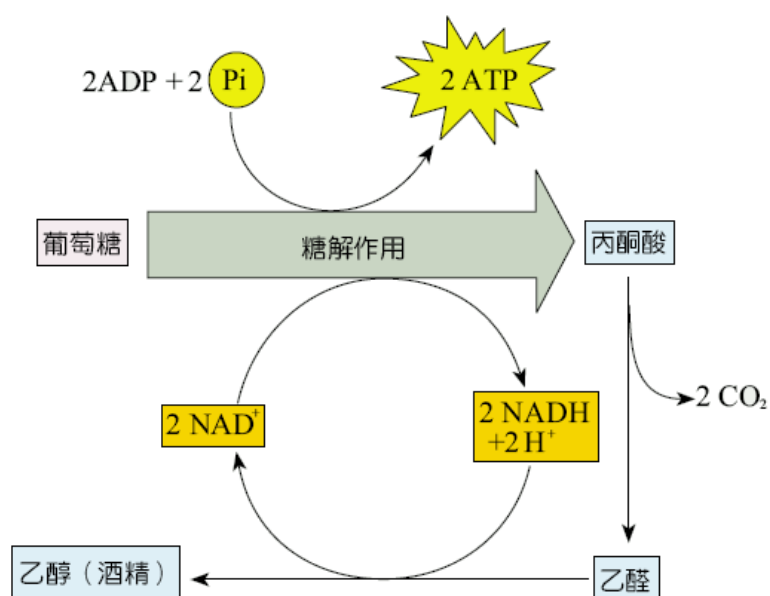 2ADP + 2 Pi
2 ATP
葡萄糖
糖解作用
丙酮酸
2 CO₂
2 NAD⁺
2 NADH
+2H⁺
乙醇（酒精）
乙醛